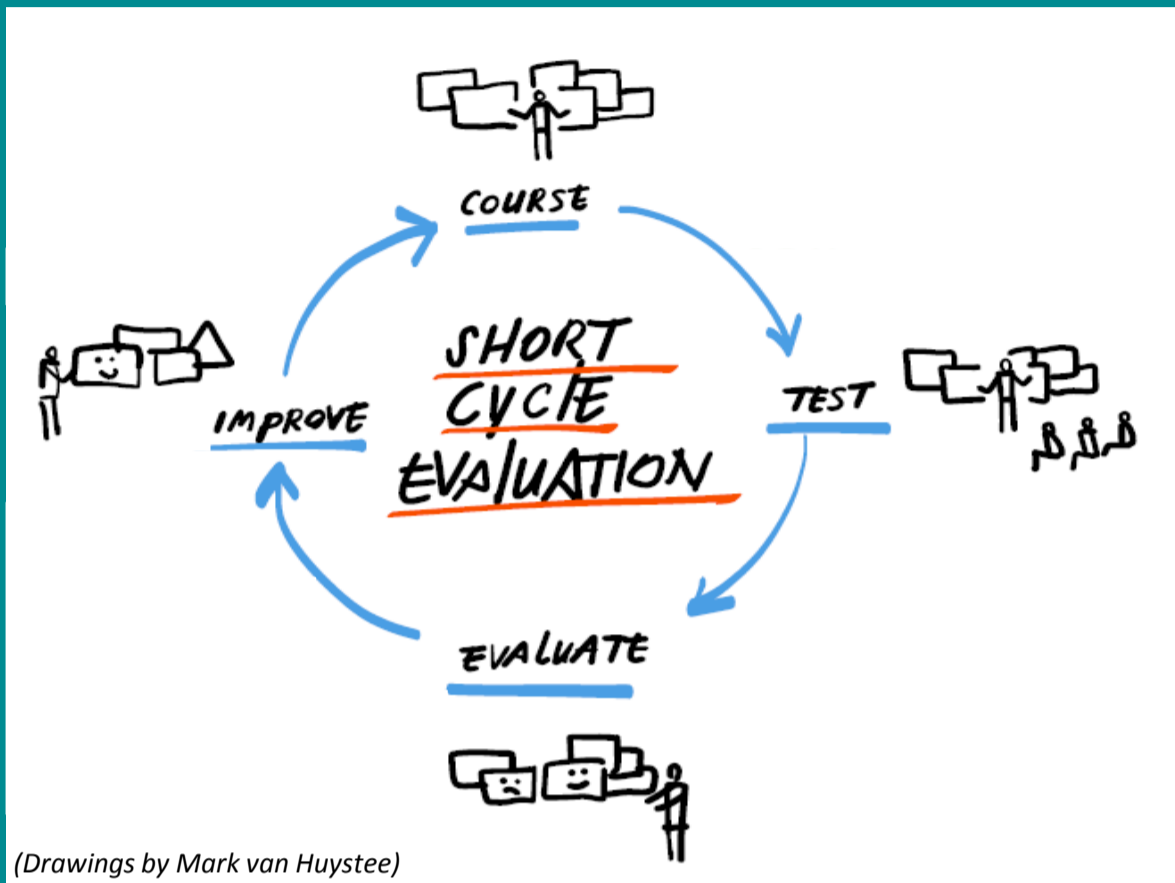 COURSE
SHORT
CYCLE
EVALUATION
TEST
IMPROVE
EVALUATE
(Drawings by Mark van Huystee)